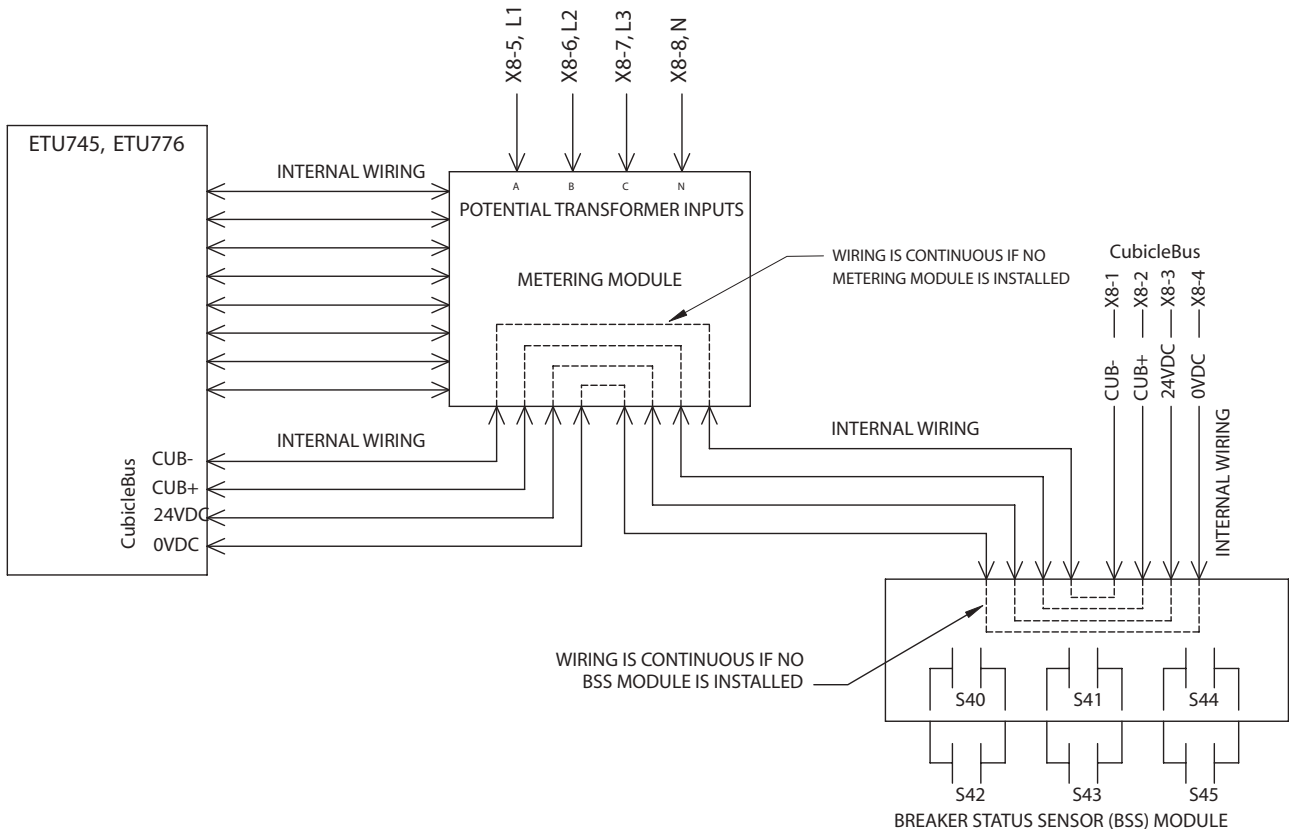 X8-5, L1
X8-6, L2
X8-7, L3
X8-8, N
ETU745, ETU776
INTERNAL WIRING
A B C N
POTENTIAL TRANSFORMER INPUTS
METERING MODULE
WIRING IS CONTINUOUS IF NO
METERING MODULE IS INSTALLED
CubicleBus
CUB- X8-1
CUB+ X8-2
24VDC X8-3
0VDC X8-4
INTERNAL WIRING
INTERNAL WIRING
INTERNAL WIRING
CubicleBus
CUB-
CUB+
24VDC
0VDC
WIRING IS CONTINUOUS IF NO
BSS MODULE IS INSTALLED
S40 S41 S44
S42 S43 S45
BREAKER STATUS SENSOR (BSS) MODULE